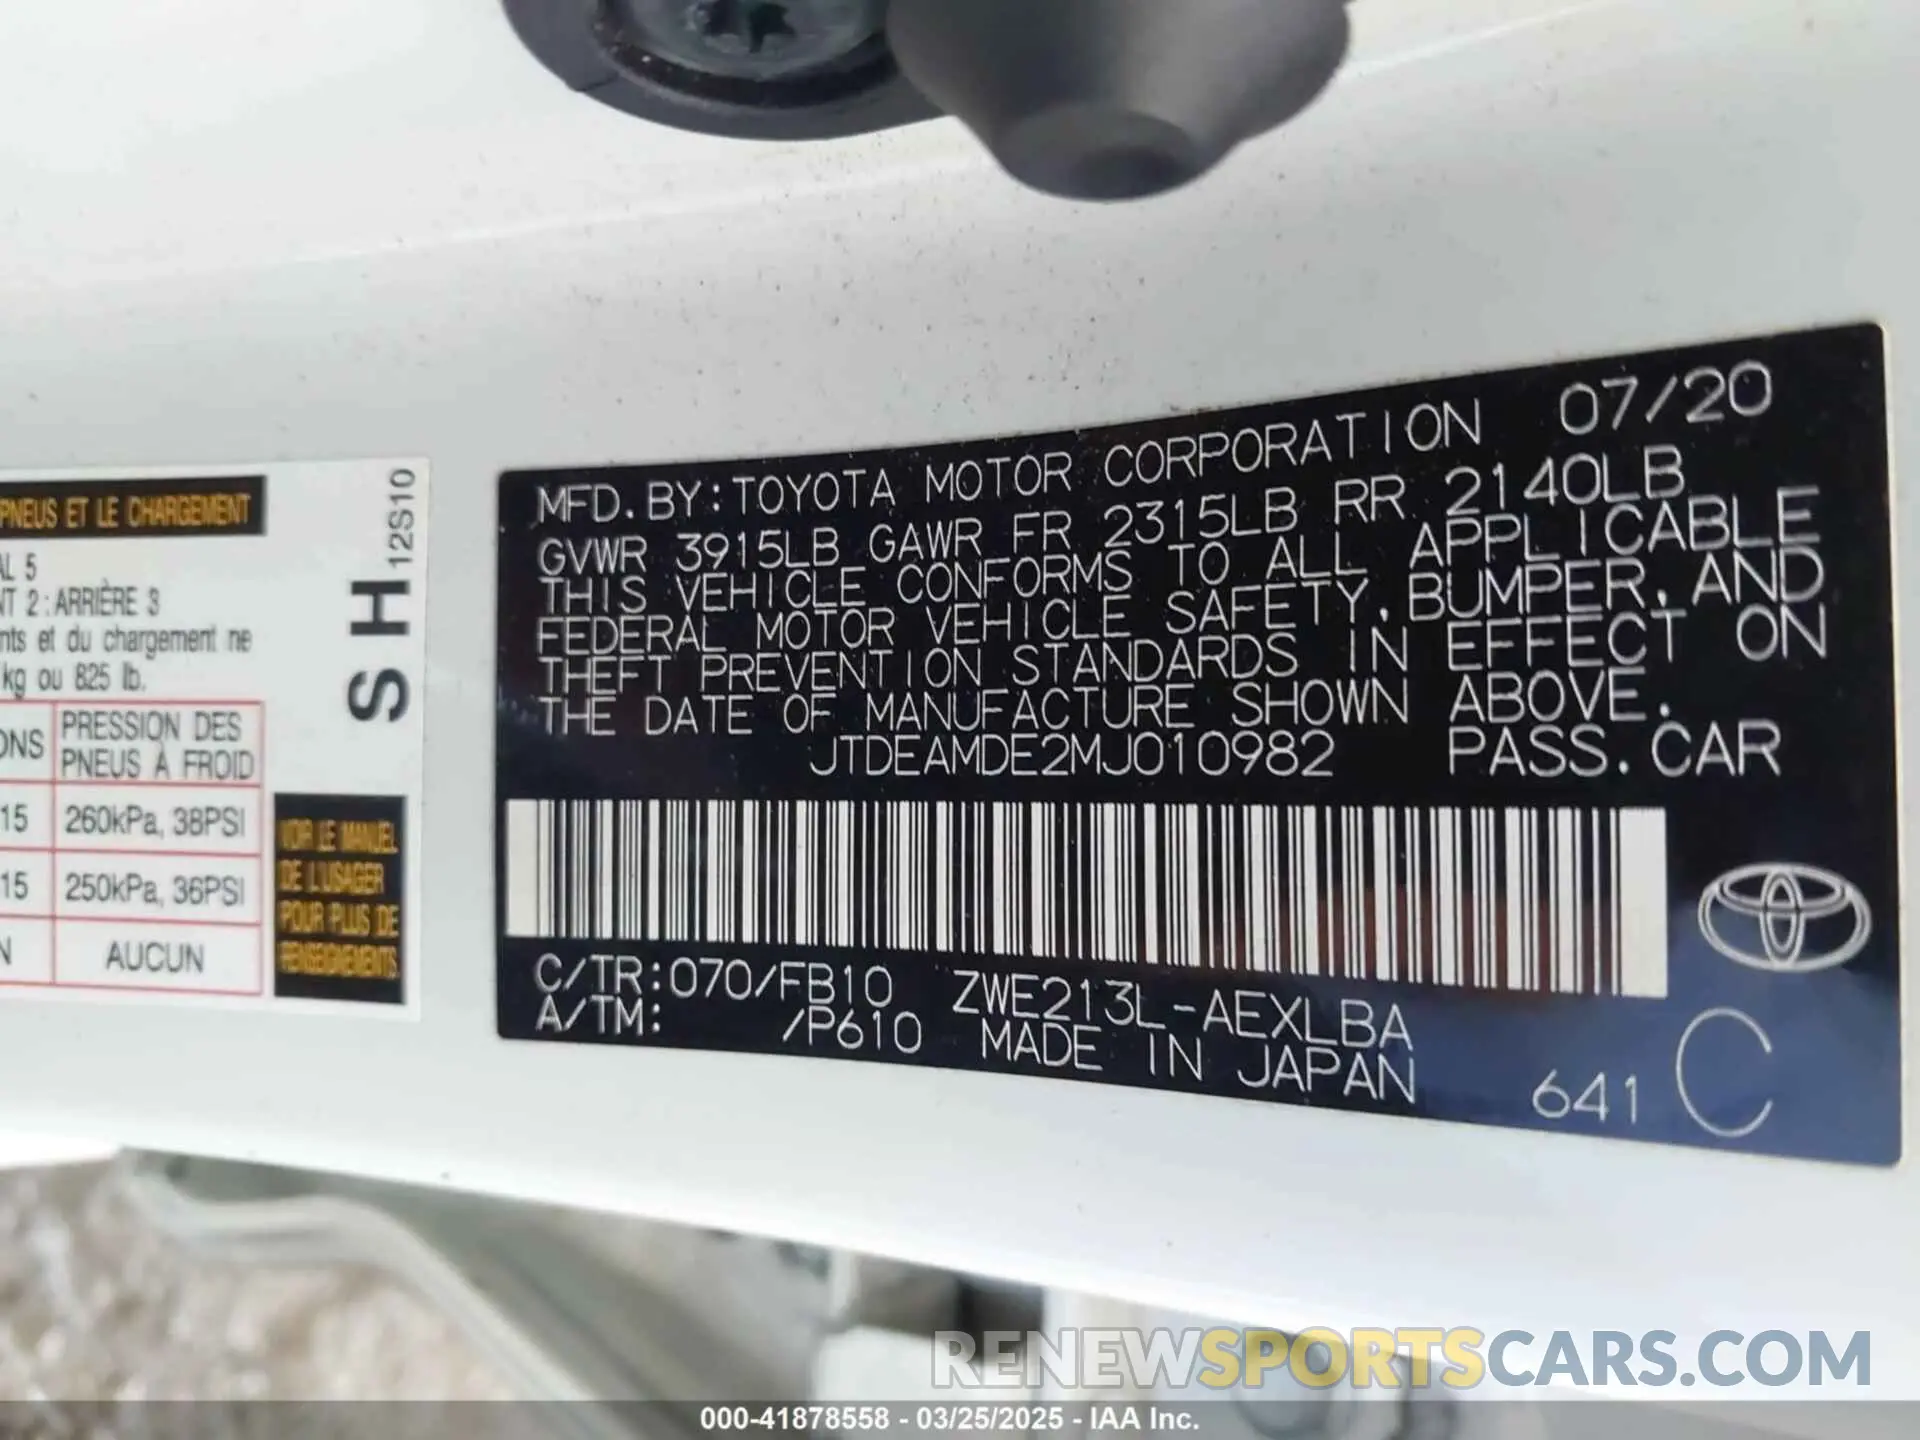 PNEUS ET LE CHARGEMENT
AL 5
NT 2 : ARRIÈRE 3
nts et du chargement ne
kg ou 825 lb.
ONS PRESSION DES
PNEUS À FROID
15 260kPa, 38PSI
15 250kPa, 36PSI
N AUCUN
SH 12S10
VOIR LE MANUEL
DE L'USAGER
POUR PLUS DE
RENSEIGNEMENTS
MFD. BY: TOYOTA MOTOR CORPORATION 07/20
GVWR 3915LB GAWR FR 2315LB RR 2140LB
THIS VEHICLE CONFORMS TO ALL APPLICABLE
FEDERAL MOTOR VEHICLE SAFETY, BUMPER, AND
THEFT PREVENTION STANDARDS IN EFFECT ON
THE DATE OF MANUFACTURE SHOWN ABOVE.
JTDEAMDE2MJ010982 PASS. CAR
C/TR: 070/FB10 ZWE213L-AEXLBA
A/TM: /P610 MADE IN JAPAN
641 C
RENEWSPORTSCARS.COM
000-41878558 - 03/25/2025 - IAA Inc.